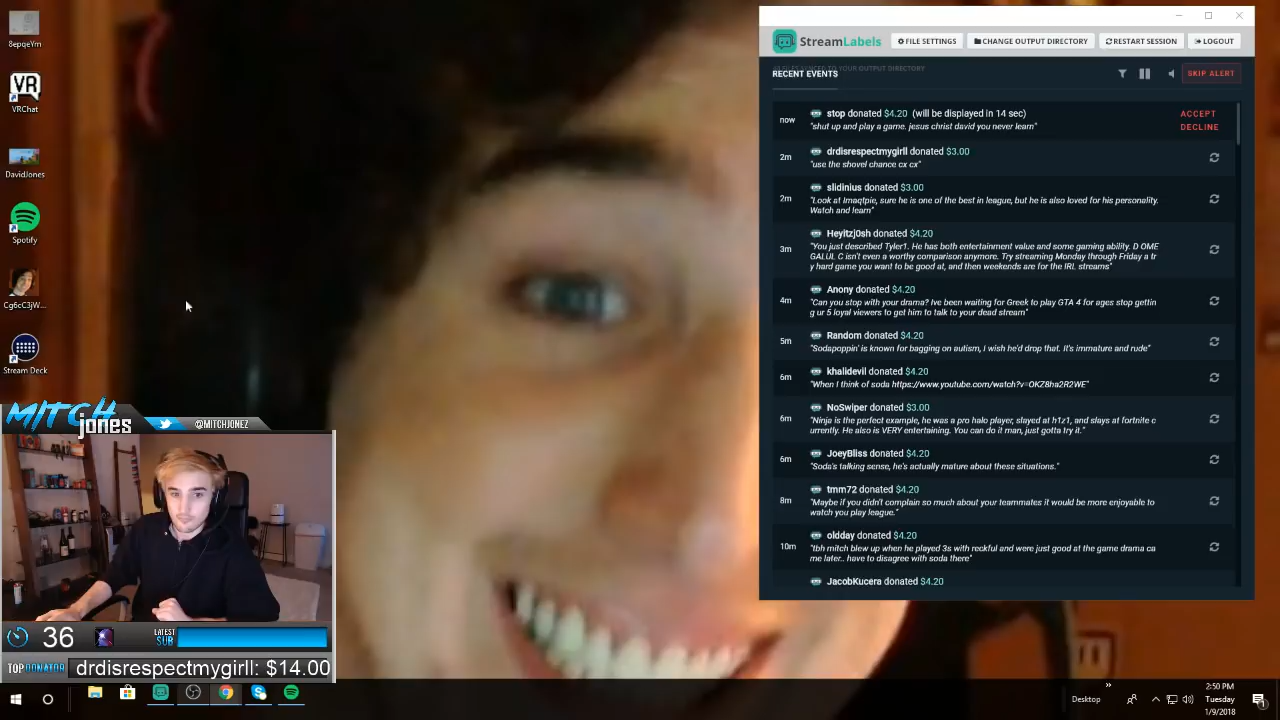 8epqeYm
VRChat
DavidJones
Spotify
Cg6cC3jW...
Stream Deck
StreamLabels
FILE SETTINGS
CHANGE OUTPUT DIRECTORY
RESTART SESSION
LOGOUT
FILES SYNCED TO YOUR OUTPUT DIRECTORY
RECENT EVENTS
SKIP ALERT
now
stop donated $4.20 (will be displayed in 14 sec)
"shut up and play a game. jesus christ david you never learn"
ACCEPT
DECLINE
2m
drdisrespectmygirll donated $3.00
"use the shovel chance cx cx"
2m
slidinius donated $3.00
"Look at Imaqtpie, sure he is one of the best in league, but he is also loved for his personality.
Watch and learn"
3m
Heyitzj0sh donated $4.20
"You just described Tyler1. He has both entertainment value and some gaming ability. D OME
GALUL C isn't even a worthy comparison anymore. Try streaming Monday through Friday a tr
y hard game you want to be good at, and then weekends are for the IRL streams"
4m
Anony donated $4.20
"Can you stop with your drama? Ive been waiting for Greek to play GTA 4 for ages stop gettin
g ur 5 loyal viewers to get him to talk to your dead stream"
5m
Random donated $4.20
"Sodapoppin' is known for bagging on autism, I wish he'd drop that. It's immature and rude"
6m
khalidevil donated $4.20
"When I think of soda https://www.youtube.com/watch?v=OKZ8ha2R2WE"
6m
NoSwiper donated $3.00
"Ninja is the perfect example, he was a pro halo player, slayed at h1z1, and slays at fortnite c
urrently. He also is VERY entertaining. You can do it man, just gotta try it."
6m
JoeyBliss donated $4.20
"Soda's talking sense, he's actually mature about these situations."
8m
tmm72 donated $4.20
"Maybe if you didn't complain so much about your teammates it would be more enjoyable to
watch you play league."
10m
oldday donated $4.20
"tbh mitch blew up when he played 3s with reckful and were just good at the game drama ca
me later.. have to disagree with soda there"
JacobKucera donated $4.20
MITCH
jones
@MITCHJONEZ
36
LATEST
SUB
TOP DONATOR
drdisrespectmygirll: $14.00
Desktop
2:50 PM
Tuesday
1/9/2018